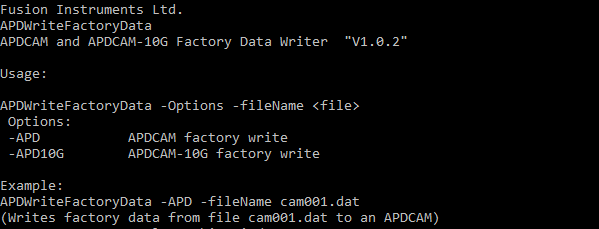 Fusion Instruments Ltd.
APDWriteFactoryData
APDCAM and APDCAM-10G Factory Data Writer  "V1.0.2"
Usage:
APDWriteFactoryData -Options -fileName <file>
Options:
-APD           APDCAM factory write
-APD10G        APDCAM-10G factory write
Example:
APDWriteFactoryData -APD -fileName cam001.dat
(Writes factory data from file cam001.dat to an APDCAM)